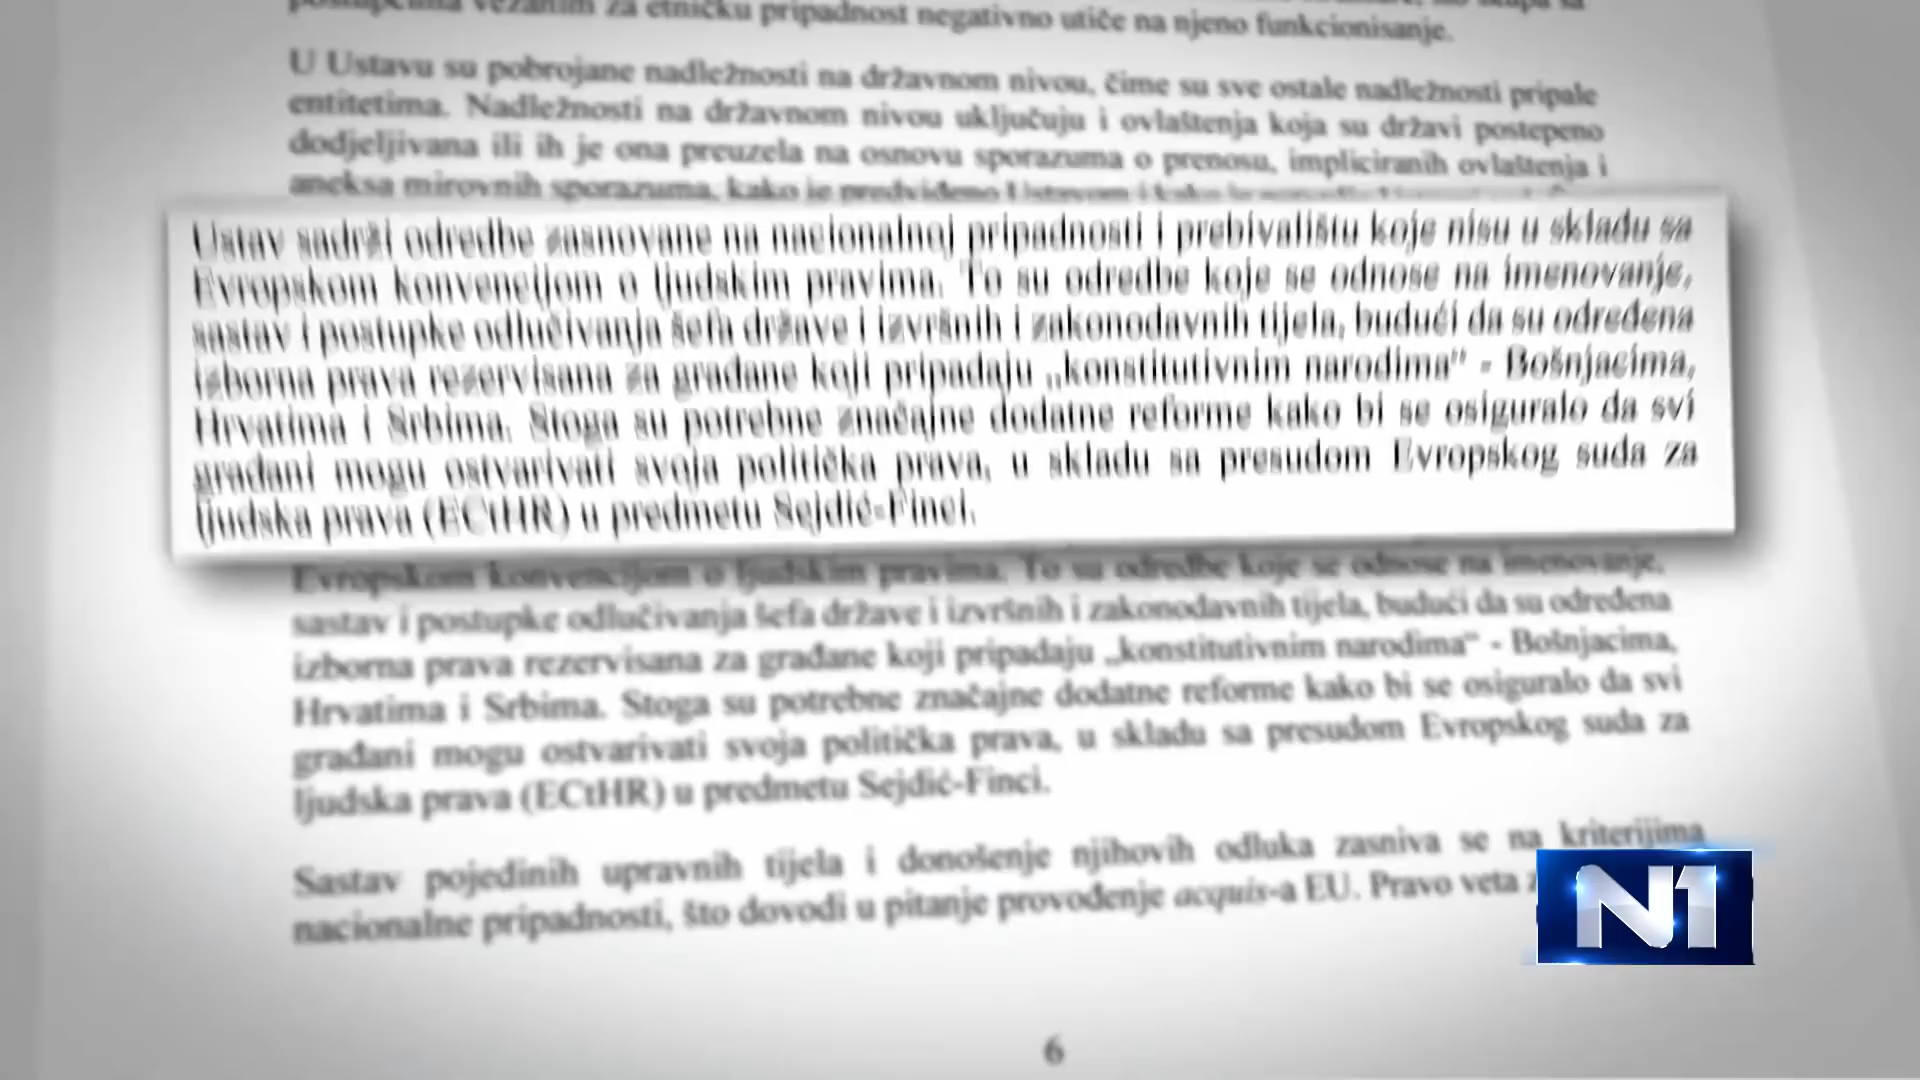 za etničku pripadnost negativno utiče na njeno funkcionisanje.
U Ustavu su pobrojane nadležnosti na državnom nivou, čime su sve ostale nadležnosti pripale
entitetima. Nadležnosti na državnom nivou uključuju i ovlaštenja koja su državi postepeno
dodjeljivana ili ih je ona preuzela na osnovu sporazuma o prenosu, impliciranih ovlaštenja i
aneksa mirovnih sporazuma, kako je predviđeno Ustavom i kako je
Ustav sadrži odredbe zasnovane na nacionalnoj pripadnosti i prebivalištu koje nisu u skladu sa
Evropskom konvencijom o ljudskim pravima. To su odredbe koje se odnose na imenovanje,
sastav i postupke odlučivanja šefa države i izvršnih i zakonodavnih tijela, budući da su određena
izborna prava rezervisana za građane koji pripadaju „konstitutivnim narodima“ - Bošnjacima,
Hrvatima i Srbima. Stoga su potrebne značajne dodatne reforme kako bi se osiguralo da svi
građani mogu ostvarivati svoja politička prava, u skladu sa presudom Evropskog suda za
ljudska prava (ECtHR) u predmetu Sejdić-Finci.
Evropskom konvencijom o ljudskim pravima. To su odredbe koje se odnose na imenovanje,
sastav i postupke odlučivanja šefa države i izvršnih i zakonodavnih tijela, budući da su određena
izborna prava rezervisana za građane koji pripadaju „konstitutivnim narodima“ - Bošnjacima,
Hrvatima i Srbima. Stoga su potrebne značajne dodatne reforme kako bi se osiguralo da svi
građani mogu ostvarivati svoja politička prava, u skladu sa presudom Evropskog suda za
ljudska prava (ECtHR) u predmetu Sejdić-Finci.
Sastav pojedinih upravnih tijela i donošenje njihovih odluka zasniva se na kriterijima
nacionalne pripadnosti, što dovodi u pitanje provođenje acquis-a EU. Pravo veta
N1
6